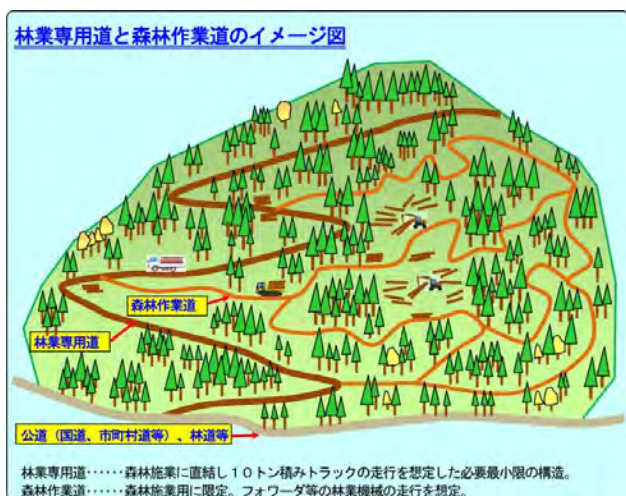 林業専用道と森林作業道のイメージ図
森林作業道
林業専用道
公道（国道、市町村道等）、林道等
林業専用道‥‥‥森林施業に直結し１０トン積みトラックの走行を想定した必要最小限の構造。
森林作業道‥‥‥森林施業用に限定。フォワーダ等の林業機械の走行を想定。